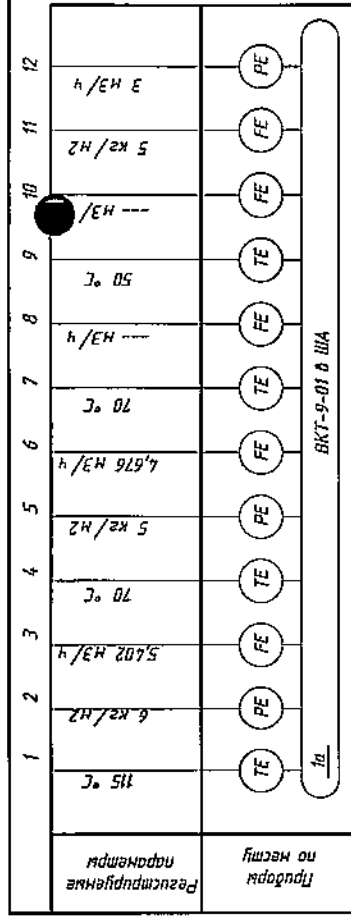 1 2 3 4 5 6 7 8 9 10 11 12
Регистрируемые
параметры
115 °C
6 кг/м2
5,402 м3/ч
70 °C
5 кг/м2
4,676 м3/ч
70 °C
--- м3/ч
50 °C
--- м3/
5 кг/м2
3 м3/ч
Приборы
по месту
TE PE FE TE PE FE TE FE TE FE FE PE
1а ВКТ-9-01 в ША